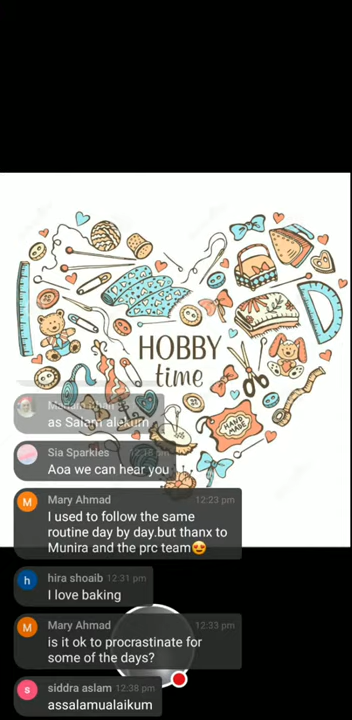 HOBBY
time
HAND
MADE
as Salam alekum
Sia Sparkles
Aoa we can hear you
Mary Ahmad 12:23 pm
I used to follow the same
routine day by day.but thanx to
Munira and the prc team😍
hira shoaib 12:31 pm
I love baking
Mary Ahmad 12:33 pm
is it ok to procrastinate for
some of the days?
siddra aslam 12:38 pm
assalamualaikum